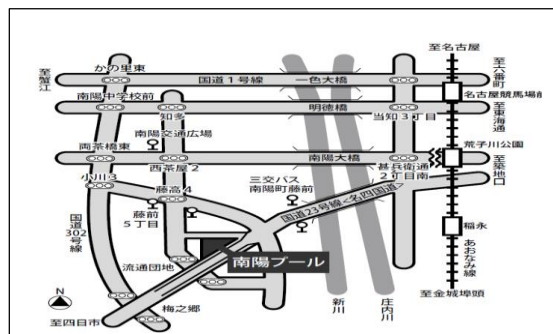 至名古屋
かの里東
至蟹江
国道1号線
一色大橋
至六番町
名古屋競馬場前
南陽中学校前
知多
明徳橋
当知3丁目
至東海通
南陽交通広場
荒子川公園
両茶橋東
西茶屋2
南陽大橋
甚兵衛通
2丁目南
至築地口
小川3
藤高4
三交バス
南陽町藤前
国道23号線<名四国道>
国道
302
号線
藤前
5丁目
稲永
あおなみ線
流通団地
南陽プール
N
梅之郷
至四日市
新川
庄内川
至金城埠頭